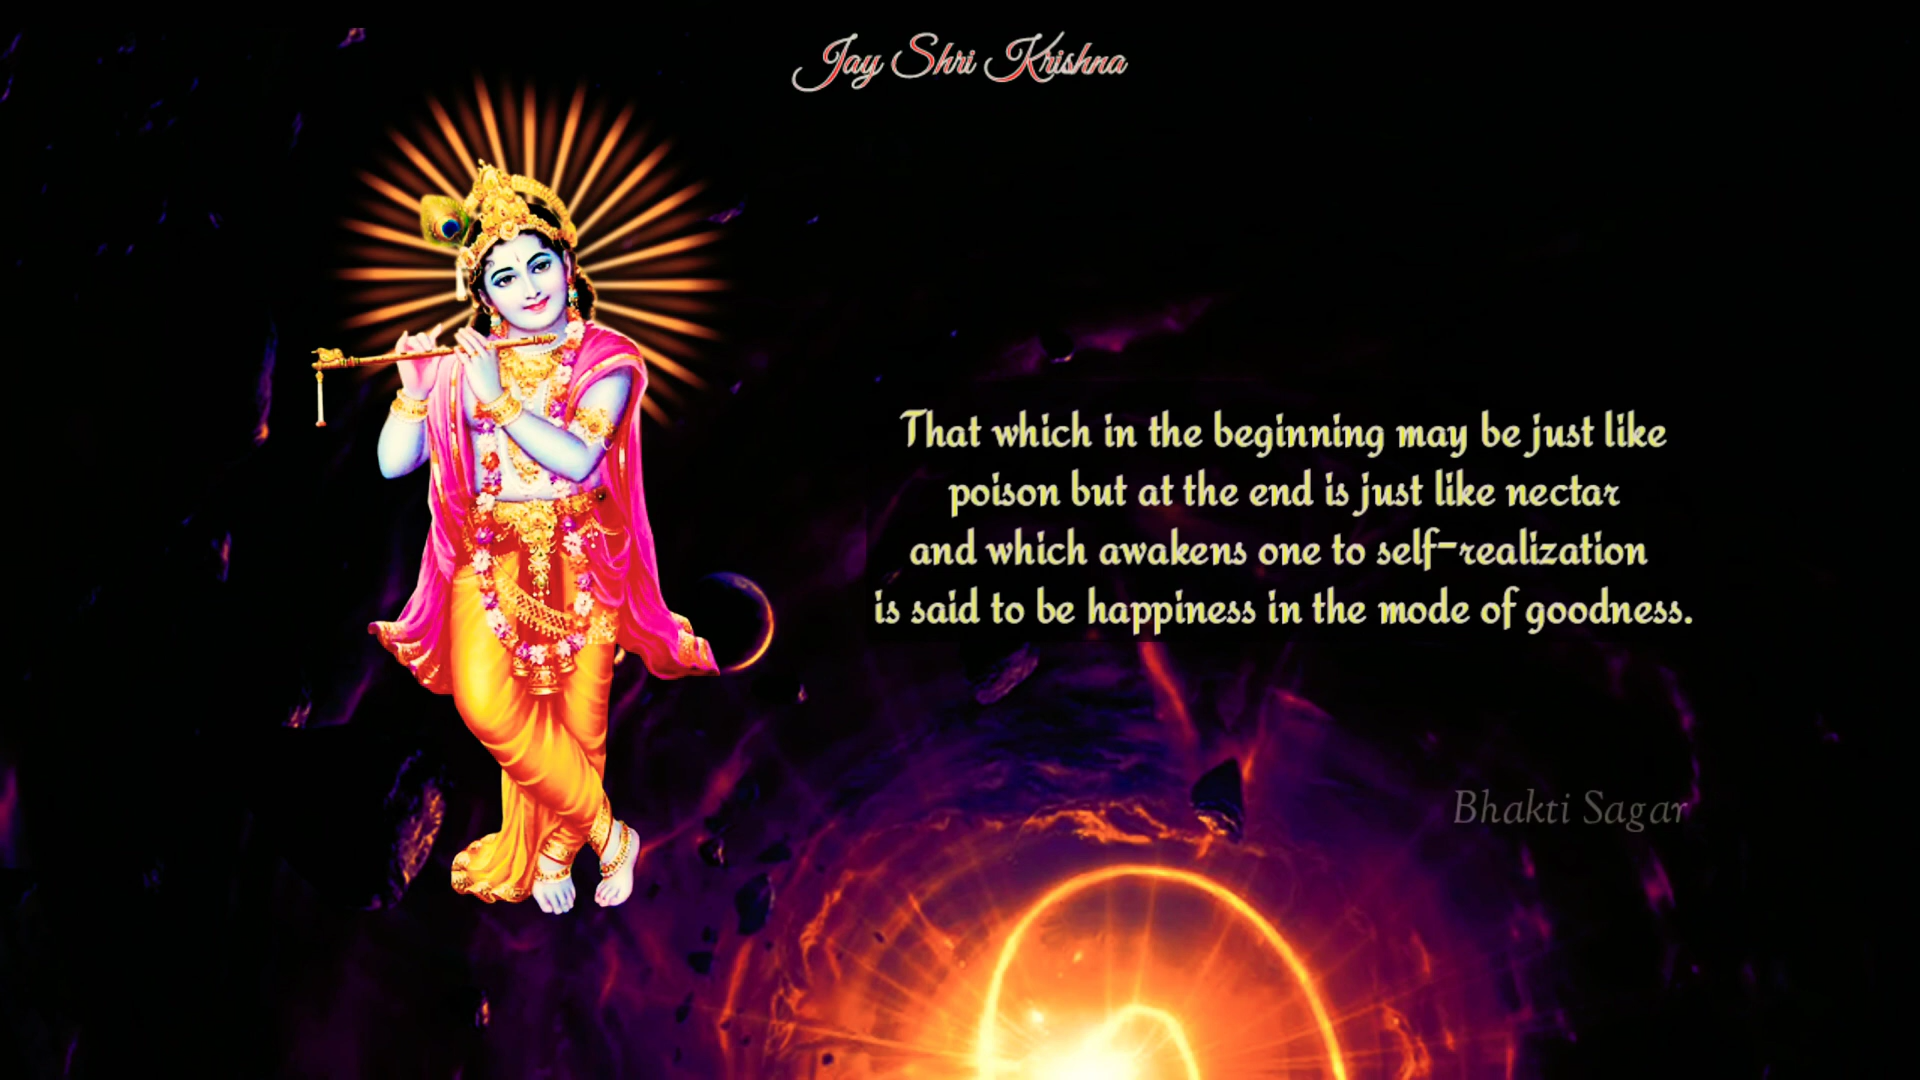 Jay Shri Krishna
That which in the beginning may be just like
poison but at the end is just like nectar
and which awakens one to self-realization
is said to be happiness in the mode of goodness.
Bhakti Sagar